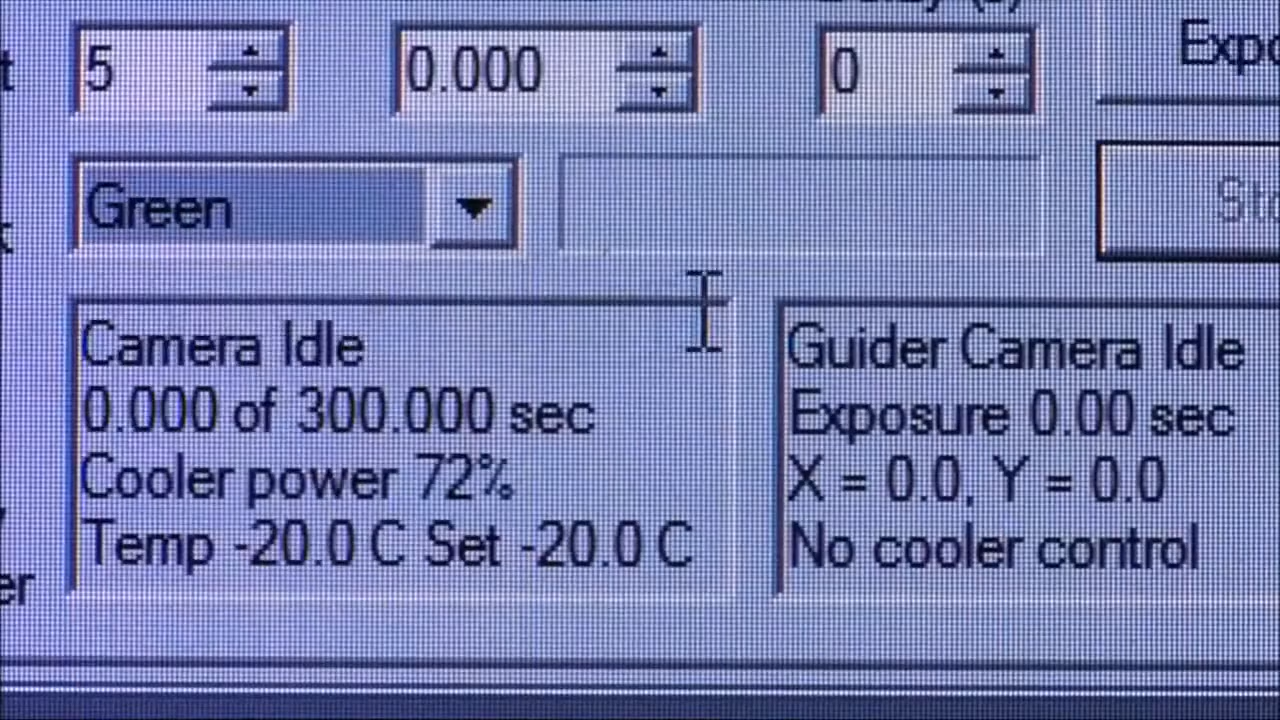 5
0.000
0
Green
Camera Idle
0.000 of 300.000 sec
Cooler power 72%
Temp -20.0 C Set -20.0 C
Guider Camera Idle
Exposure 0.00 sec
X = 0.0, Y = 0.0
No cooler control